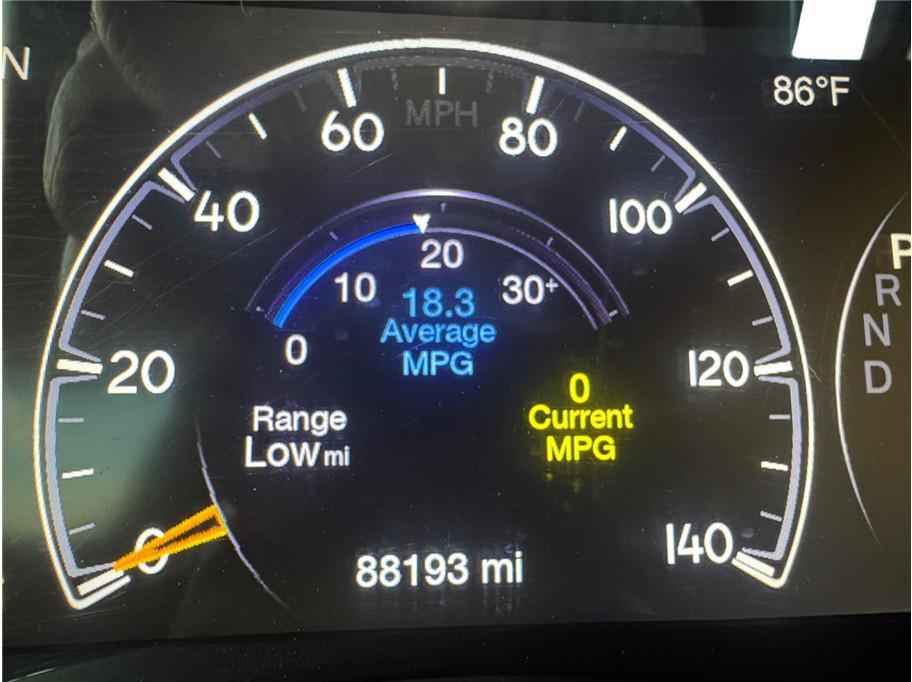 N
86°F
MPH
60
80
40
100
20
10
30+
18.3
Average
MPG
0
20
120
0
Current
MPG
Range
LOW mi
0
140
88193 mi
P
R
N
D